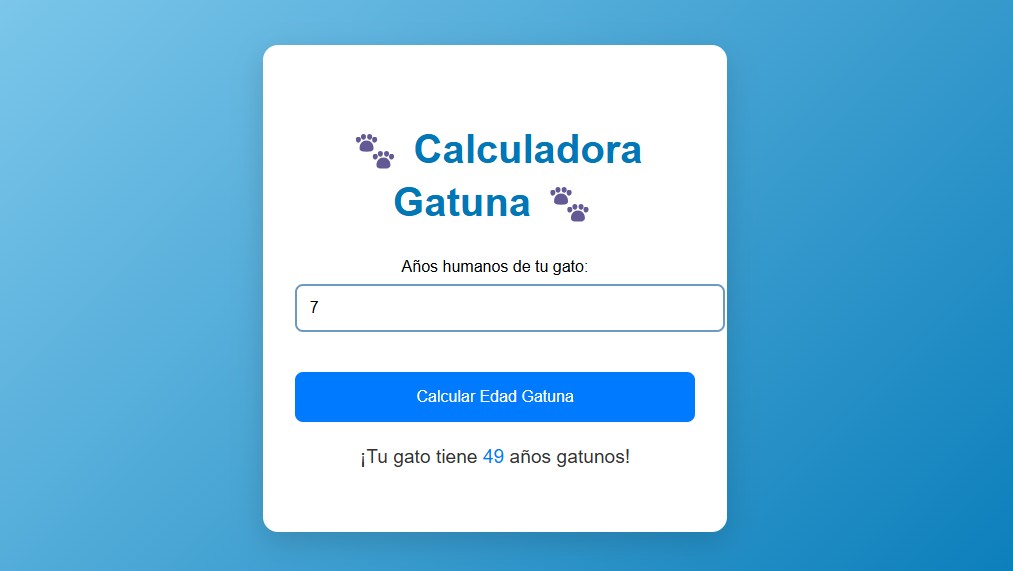 Calculadora
Gatuna
Años humanos de tu gato:
7
Calcular Edad Gatuna
¡Tu gato tiene 49 años gatunos!